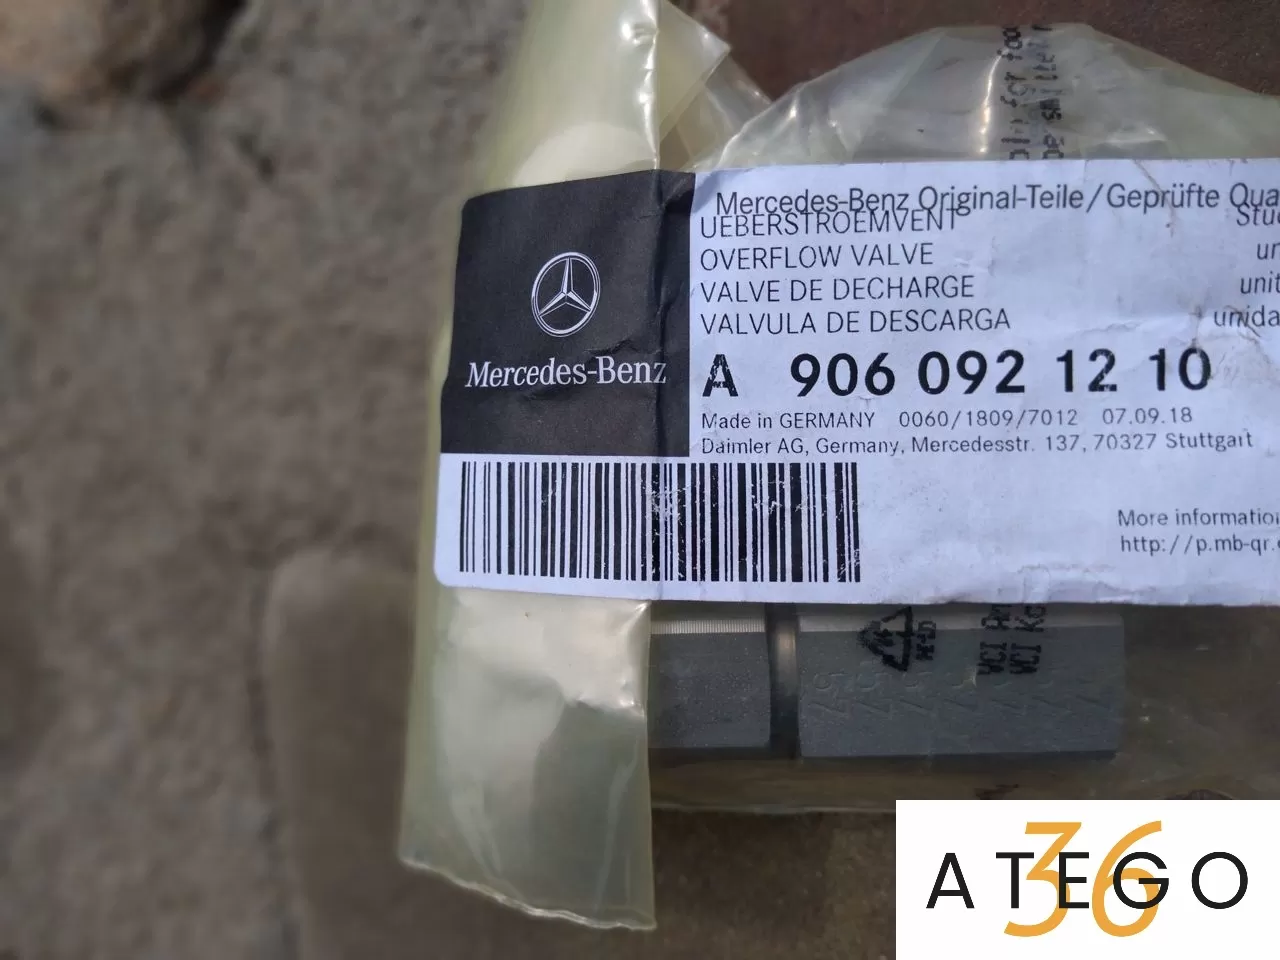 Mercedes-Benz Original-Teile/Geprüfte Qua
UEBERSTROEMVENT
OVERFLOW VALVE
VALVE DE DECHARGE
unit
VALVULA DE DESCARGA
unida
Mercedes-Benz
A 906 092 12 10
Made in GERMANY 0060/1809/7012 07.09.18
Daimler AG, Germany, Mercedesstr. 137, 70327 Stuttgart
More informatio
http://p.mb-qr.
WCI
WCI
ATEGO
36